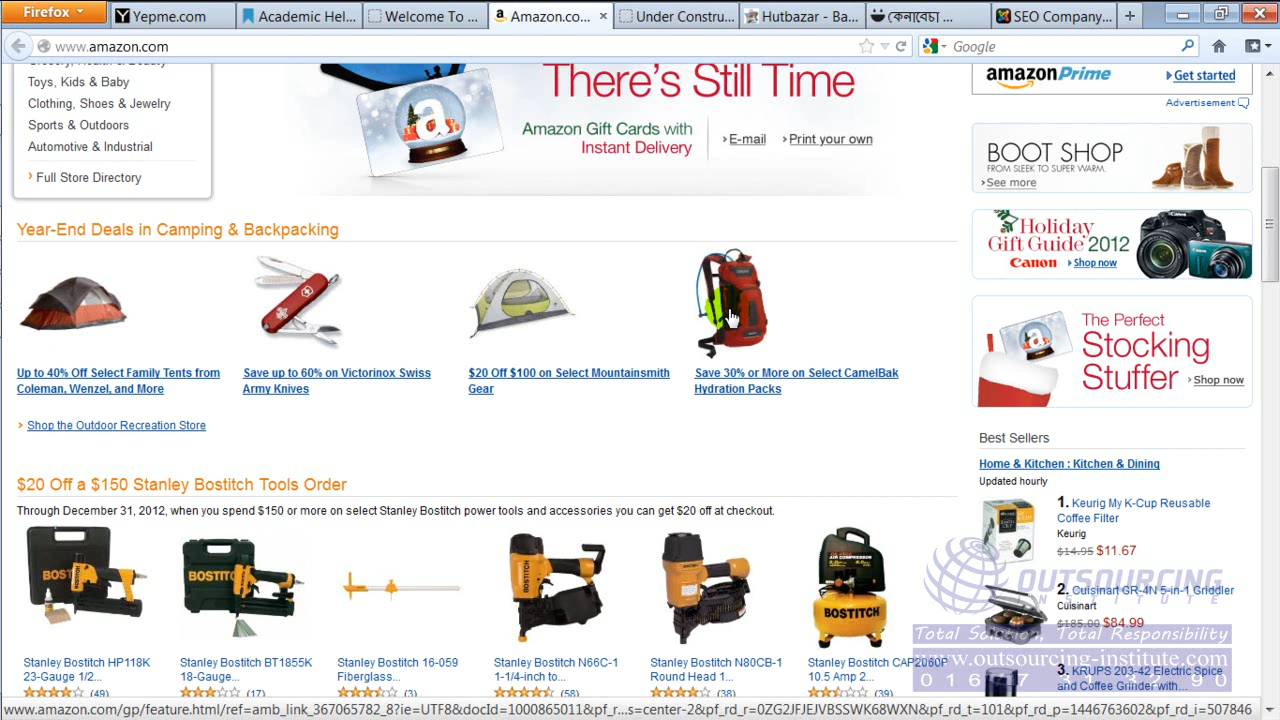 Firefox
Yepme.com
Academic Hel...
Welcome To ...
Amazon.co...
Under Constru...
Hutbazar - Ba...
কেনাবেচা ...
SEO Company...
www.amazon.com
Google
Toys, Kids & Baby
Clothing, Shoes & Jewelry
Sports & Outdoors
Automotive & Industrial
Full Store Directory
There's Still Time
Amazon Gift Cards with
Instant Delivery
E-mail
Print your own
amazonPrime
Get started
Advertisement
BOOT SHOP
FROM SLEEK TO SUPER WARM.
See more
Holiday
Gift Guide 2012
Canon
Shop now
The Perfect
Stocking
Stuffer
Shop now
Year-End Deals in Camping & Backpacking
Up to 40% Off Select Family Tents from
Coleman, Wenzel, and More
Save up to 60% on Victorinox Swiss
Army Knives
$20 Off $100 on Select Mountainsmith
Gear
Save 30% or More on Select CamelBak
Hydration Packs
Shop the Outdoor Recreation Store
Best Sellers
Home & Kitchen : Kitchen & Dining
Updated hourly
1. Keurig My K-Cup Reusable
Coffee Filter
Keurig
$14.95 $11.67
2. Cuisinart GR-4N 5-in-1 Griddler
Cuisinart
$185.00 $84.99
3. KRUPS 203-42 Electric Spice
and Coffee Grinder with...
$20 Off a $150 Stanley Bostitch Tools Order
Through December 31, 2012, when you spend $150 or more on select Stanley Bostitch power tools and accessories you can get $20 off at checkout.
BOSTITCH
BOSTITCH
BOSTITCH
Stanley Bostitch HP118K
23-Gauge 1/2...
(49)
Stanley Bostitch BT1855K
18-Gauge...
(17)
Stanley Bostitch 16-059
Fiberglass...
(3)
Stanley Bostitch N66C-1
1-1/4-inch to...
(58)
Stanley Bostitch N80CB-1
Round Head 1...
(38)
Stanley Bostitch CAP2060P
10.5 Amp 2...
(39)
OUTSOURCING
INSTITUTE
Total Solution, Total Responsibility
www.outsourcing-institute.com